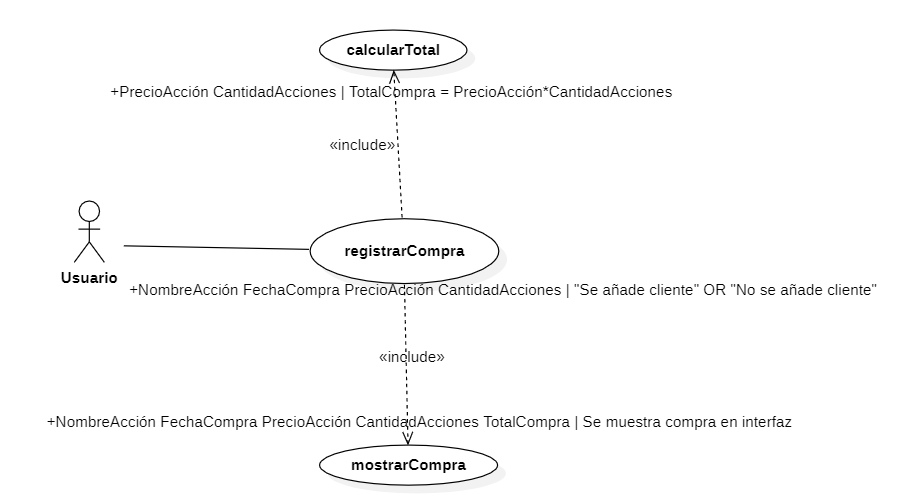 calcularTotal
+PrecioAcción CantidadAcciones | TotalCompra = PrecioAcción*CantidadAcciones
«include»
registrarCompra
Usuario
+NombreAcción FechaCompra PrecioAcción CantidadAcciones | "Se añade cliente" OR "No se añade cliente"
«include»
+NombreAcción FechaCompra PrecioAcción CantidadAcciones TotalCompra | Se muestra compra en interfaz
mostrarCompra